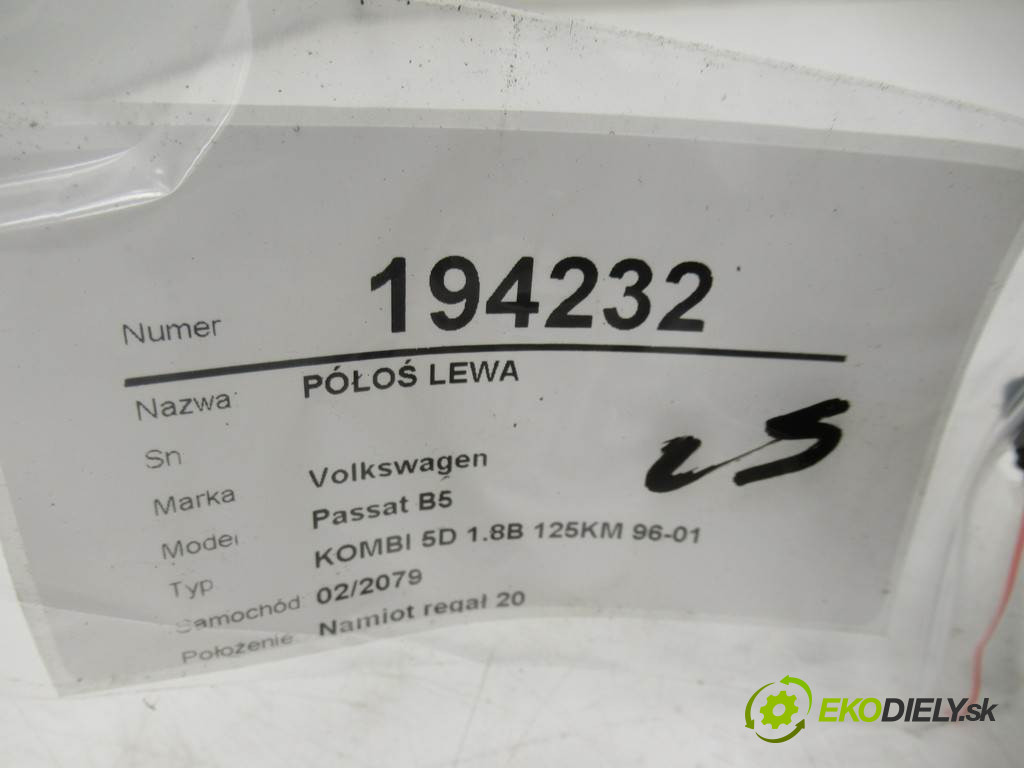 Numer 194232
Nazwa: PÓŁOŚ LEWA
Sn
Marka Volkswagen
Model Passat B5
Typ KOMBI 5D 1.8B 125KM 96-01
Samochód: 02/2079
Położenie: Namiot regał 20
EKODIELY.sk